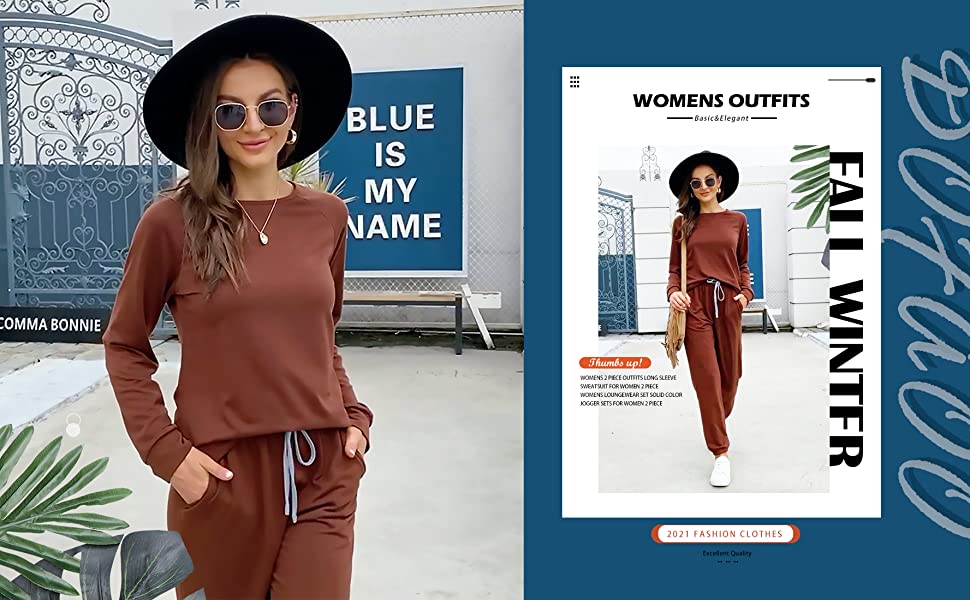 BLUE
IS
MY
NAME
COMMA BONNIE
WOMENS OUTFITS
Basic&Elegant
FALL WINTER
Thumbs up!
WOMENS 2 PIECE OUTFITS LONG SLEEVE
SWEATSUIT FOR WOMEN 2 PIECE
WOMENS LOUNGEWEAR SET SOLID COLOR
JOGGER SETS FOR WOMEN 2 PIECE
2021 FASHION CLOTHES
Excellent Quality